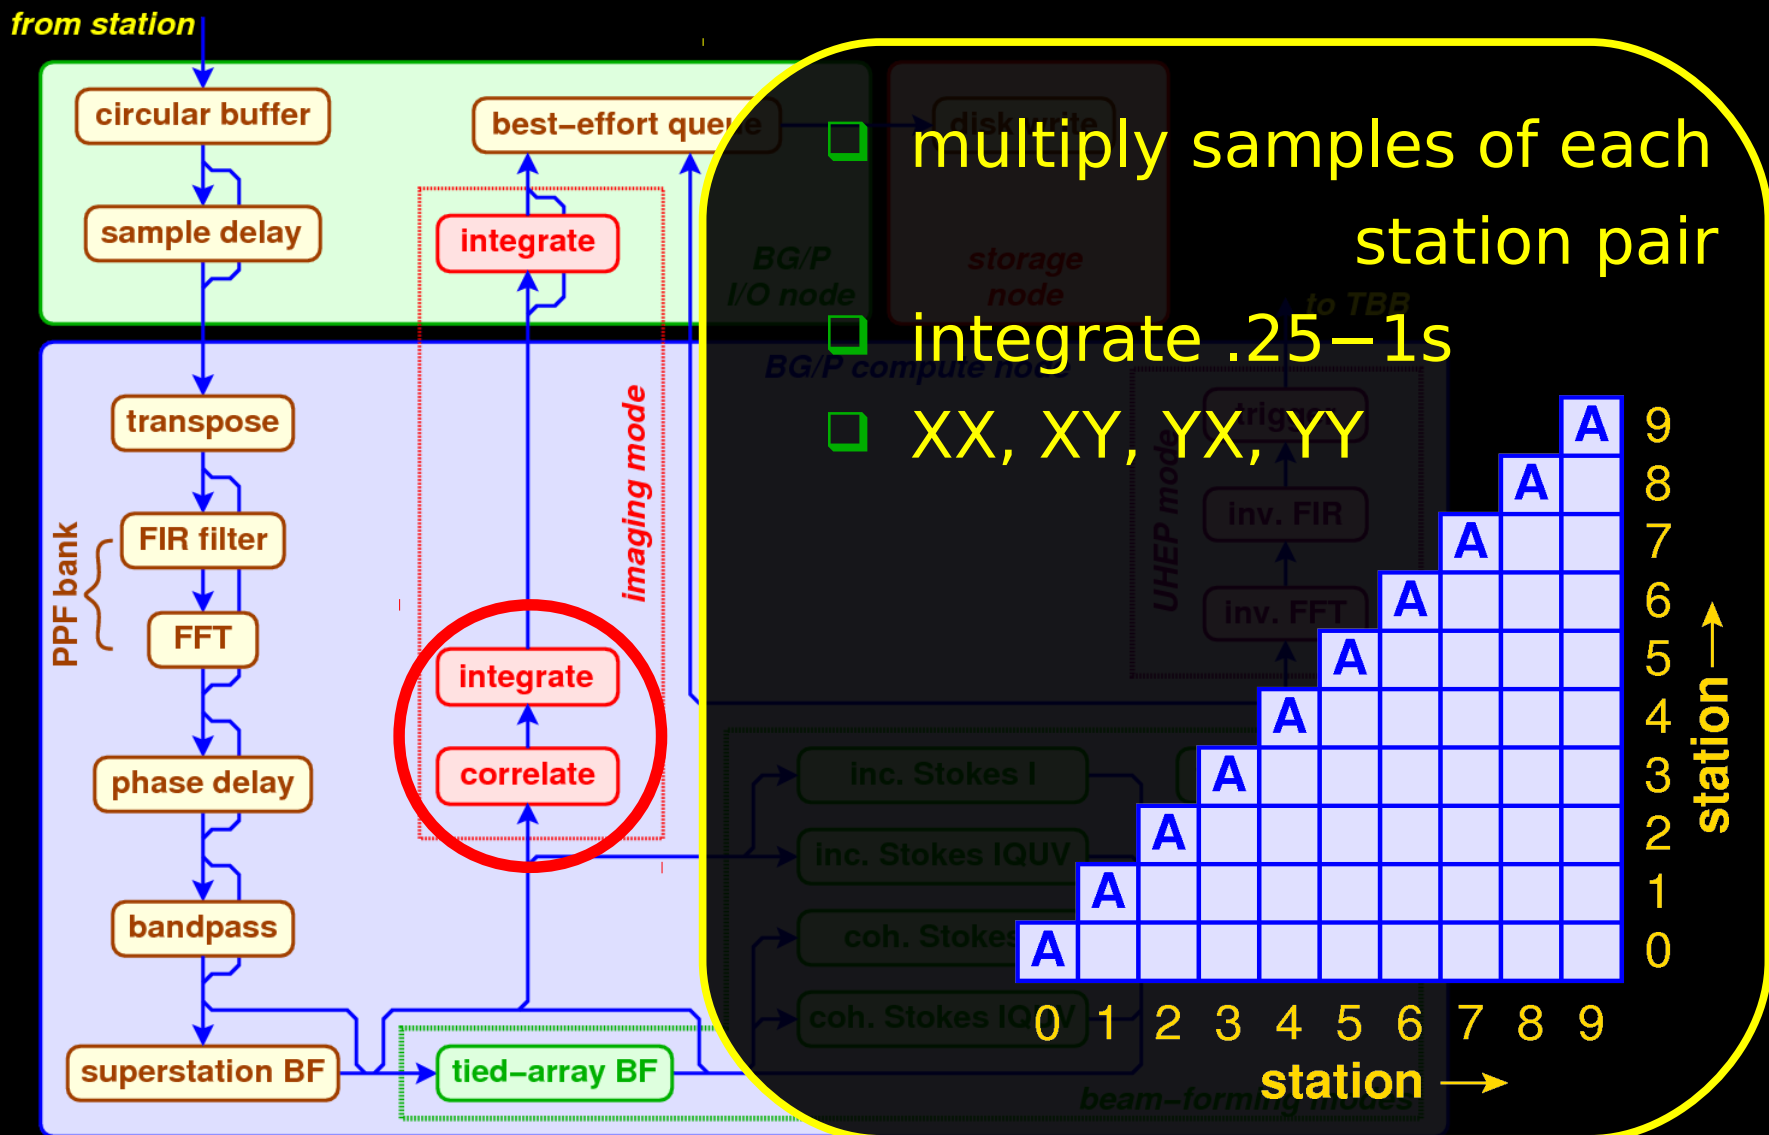 from station
circular buffer
best-effort queue
disk write
sample delay
integrate
BG/P
I/O node
storage
node
to TBB
BG/P compute node
transpose
imaging mode
PPF bank
FIR filter
FFT
integrate
phase delay
correlate
bandpass
superstation BF
tied-array BF
trigger
inv. FIR
inv. FFT
UHEP mode
inc. Stokes I
inc. Stokes IQUV
coh. Stokes
coh. Stokes IQUV
beam-forming modes
❑ multiply samples of each
station pair
❑ integrate .25−1s
❑ XX, XY, YX, YY
A 9
A 8
A 7
A 6
A 5
A 4
A 3
A 2
A 1
A 0
0 1 2 3 4 5 6 7 8 9
station →
station →